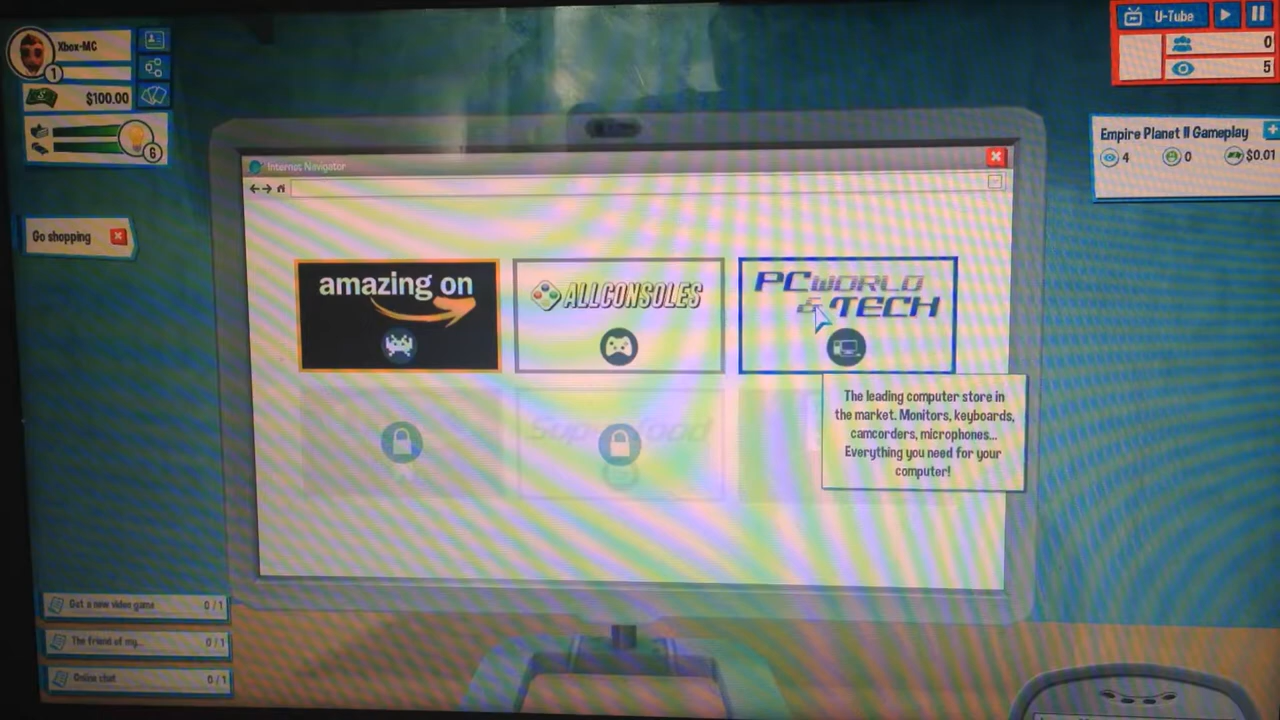 Xbox-MC
1
$100.00
6
Go shopping
Get a new video game 0/1
The friend of my... 0/1
Online chat 0/1
Internet Navigator
amazing on
ALLCONSOLES
PCWORLD
& TECH
The leading computer store in
the market. Monitors, keyboards,
camcorders, microphones...
Everything you need for your
computer!
U-Tube
0
5
Empire Planet II Gameplay
4 0 $0.01